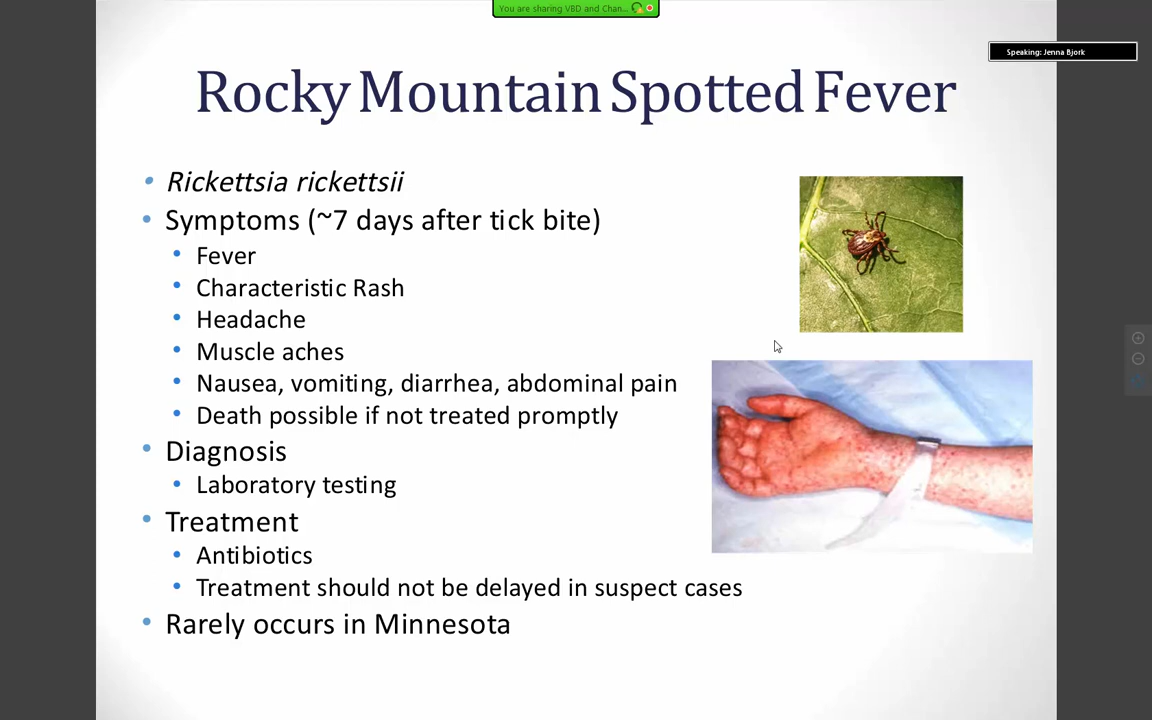 You are sharing VBD and Chan...
Speaking: Jenna Bjork
Rocky Mountain Spotted Fever
• Rickettsia rickettsii
• Symptoms (~7 days after tick bite)
• Fever
• Characteristic Rash
• Headache
• Muscle aches
• Nausea, vomiting, diarrhea, abdominal pain
• Death possible if not treated promptly
• Diagnosis
• Laboratory testing
• Treatment
• Antibiotics
• Treatment should not be delayed in suspect cases
• Rarely occurs in Minnesota